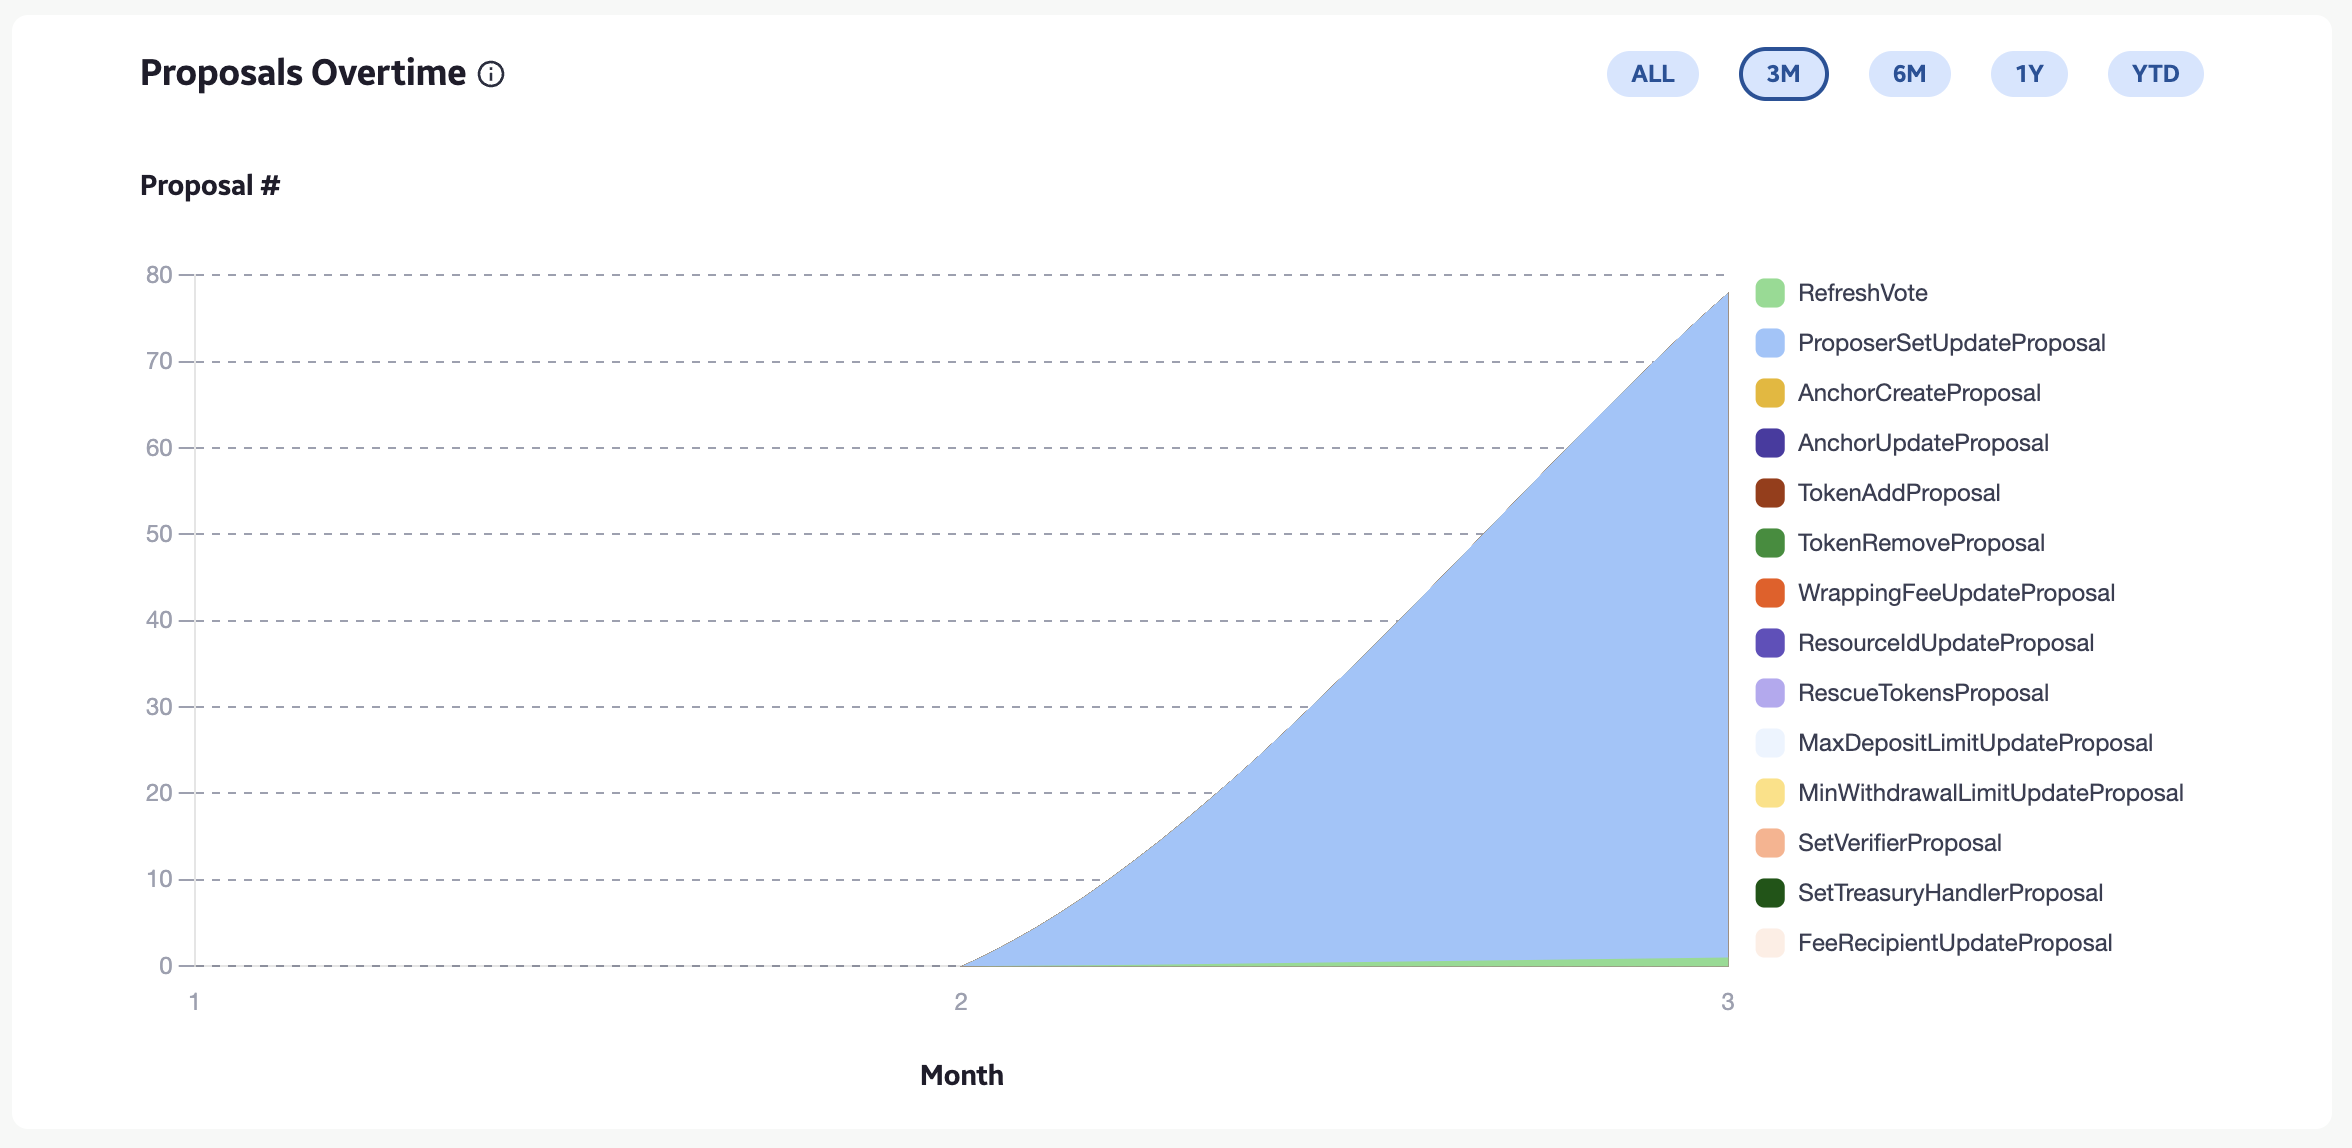 Proposals Overtime
ALL 3M 6M 1Y YTD
Proposal #
80
70
60
50
40
30
20
10
0
1 2 3
Month
RefreshVote
ProposerSetUpdateProposal
AnchorCreateProposal
AnchorUpdateProposal
TokenAddProposal
TokenRemoveProposal
WrappingFeeUpdateProposal
ResourceIdUpdateProposal
RescueTokensProposal
MaxDepositLimitUpdateProposal
MinWithdrawalLimitUpdateProposal
SetVerifierProposal
SetTreasuryHandlerProposal
FeeRecipientUpdateProposal